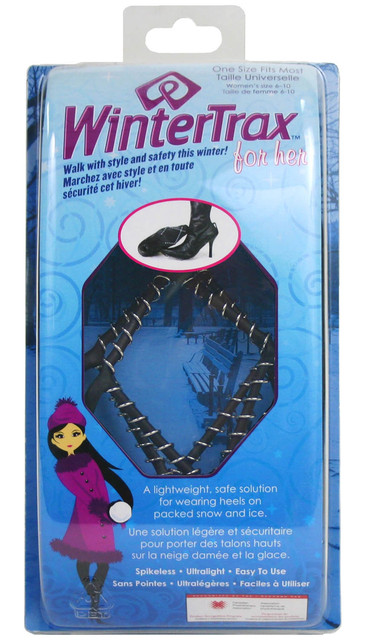 One Size Fits Most
Taille Universelle
Women's size 6-10
Taille de femme 6-10
WinterTrax™
for her
Walk with style and safety this winter!
Marchez avec style et en toute
sécurité cet hiver!
A lightweight, safe solution
for wearing heels on
packed snow and ice.
Une solution légère et sécuritaire
pour porter des talons hauts
sur la neige damée et la glace.
Spikeless • Ultralight • Easy To Use
Sans Pointes • Ultralégères • Faciles à Utiliser